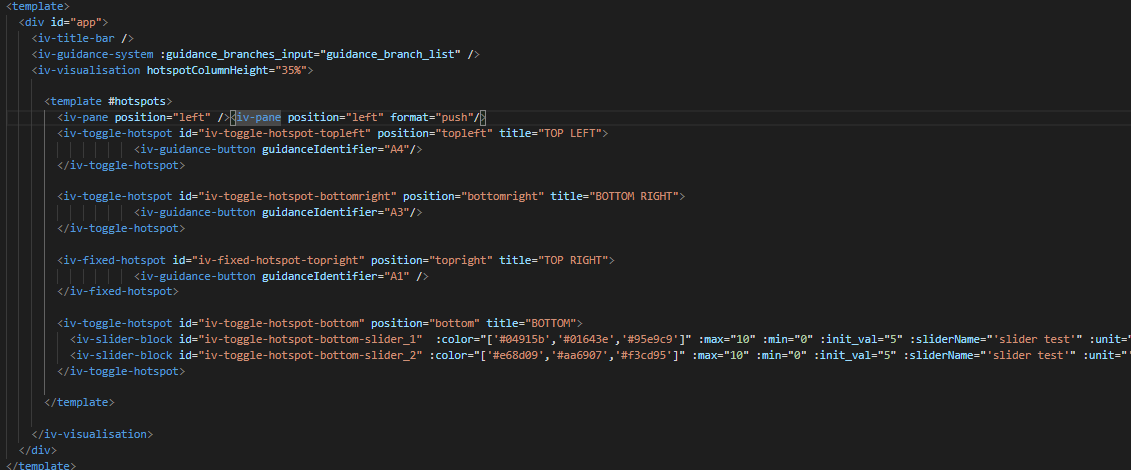 <template>
<div id="app">
<iv-title-bar />
<iv-guidance-system :guidance_branches_input="guidance_branch_list" />
<iv-visualisation hotspotColumnHeight="35%">
<template #hotspots>
<iv-pane position="left" /><iv-pane position="left" format="push"/>
<iv-toggle-hotspot id="iv-toggle-hotspot-topleft" position="topleft" title="TOP LEFT">
<iv-guidance-button guidanceIdentifier="A4"/>
</iv-toggle-hotspot>
<iv-toggle-hotspot id="iv-toggle-hotspot-bottomright" position="bottomright" title="BOTTOM RIGHT">
<iv-guidance-button guidanceIdentifier="A3"/>
</iv-toggle-hotspot>
<iv-fixed-hotspot id="iv-fixed-hotspot-topright" position="topright" title="TOP RIGHT">
<iv-guidance-button guidanceIdentifier="A1" />
</iv-fixed-hotspot>
<iv-toggle-hotspot id="iv-toggle-hotspot-bottom" position="bottom" title="BOTTOM">
<iv-slider-block id="iv-toggle-hotspot-bottom-slider_1"  :color="['#04915b','#01643e','#95e9c9']" :max="10" :min="0" :init_val="5" :sliderName="'slider test'" :unit="
<iv-slider-block id="iv-toggle-hotspot-bottom-slider_2" :color="['#e68d09','#aa6907','#f3cd95']" :max="10" :min="0" :init_val="5" :sliderName="'slider test'" :unit="'
</iv-toggle-hotspot>
</template>
</iv-visualisation>
</div>
</template>